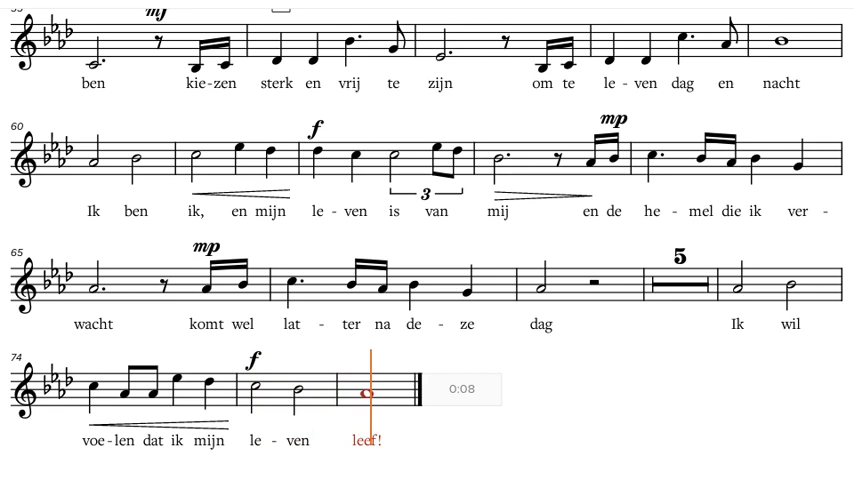 mf
ben kie-zen sterk en vrij te zijn om te le - ven dag en nacht
60
f mp
3
Ik ben ik, en mijn le - ven is van mij en de he - mel die ik ver -
65
mp 5
wacht komt wel lat - ter na de - ze dag Ik wil
74
f
0:08
voe - len dat ik mijn le - ven leef!